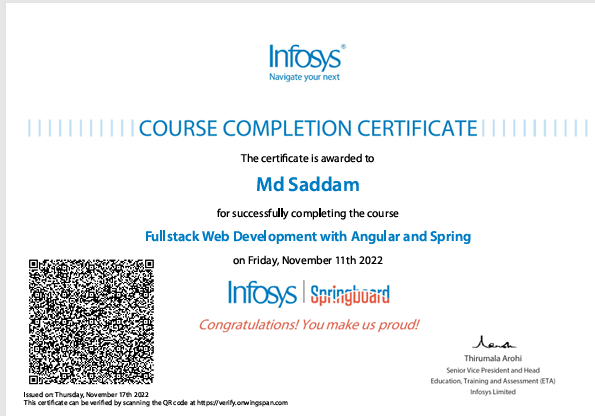 Infosys®
Navigate your next
COURSE COMPLETION CERTIFICATE
The certificate is awarded to
Md Saddam
for successfully completing the course
Fullstack Web Development with Angular and Spring
on Friday, November 11th 2022
Infosys | Springboard
Congratulations! You make us proud!
Thirumala Arohi
Senior Vice President and Head
Education, Training and Assessment (ETA)
Infosys Limited
Issued on: Thursday, November 17th 2022
This certificate can be verified by scanning the QR code at https://verify.onwingspan.com